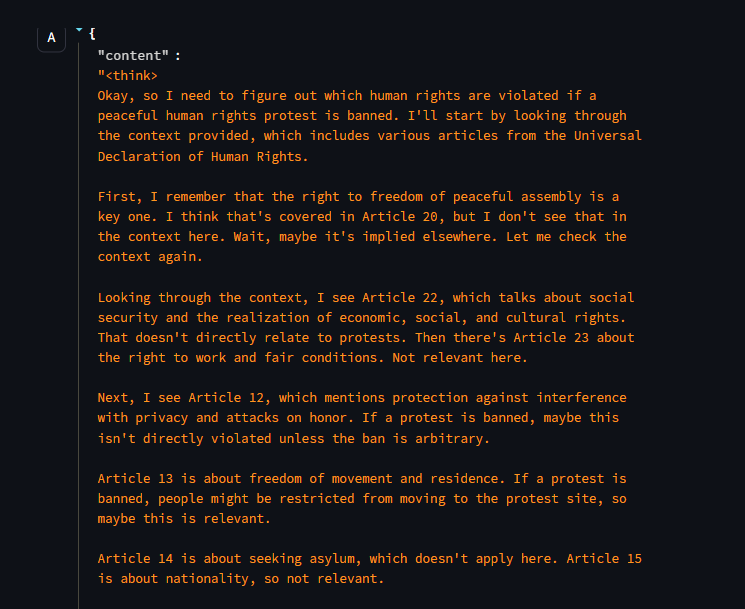 A
{
"content" :
"<think>
Okay, so I need to figure out which human rights are violated if a
peaceful human rights protest is banned. I'll start by looking through
the context provided, which includes various articles from the Universal
Declaration of Human Rights.
First, I remember that the right to freedom of peaceful assembly is a
key one. I think that's covered in Article 20, but I don't see that in
the context here. Wait, maybe it's implied elsewhere. Let me check the
context again.
Looking through the context, I see Article 22, which talks about social
security and the realization of economic, social, and cultural rights.
That doesn't directly relate to protests. Then there's Article 23 about
the right to work and fair conditions. Not relevant here.
Next, I see Article 12, which mentions protection against interference
with privacy and attacks on honor. If a protest is banned, maybe this
isn't directly violated unless the ban is arbitrary.
Article 13 is about freedom of movement and residence. If a protest is
banned, people might be restricted from moving to the protest site, so
maybe this is relevant.
Article 14 is about seeking asylum, which doesn't apply here. Article 15
is about nationality, so not relevant.